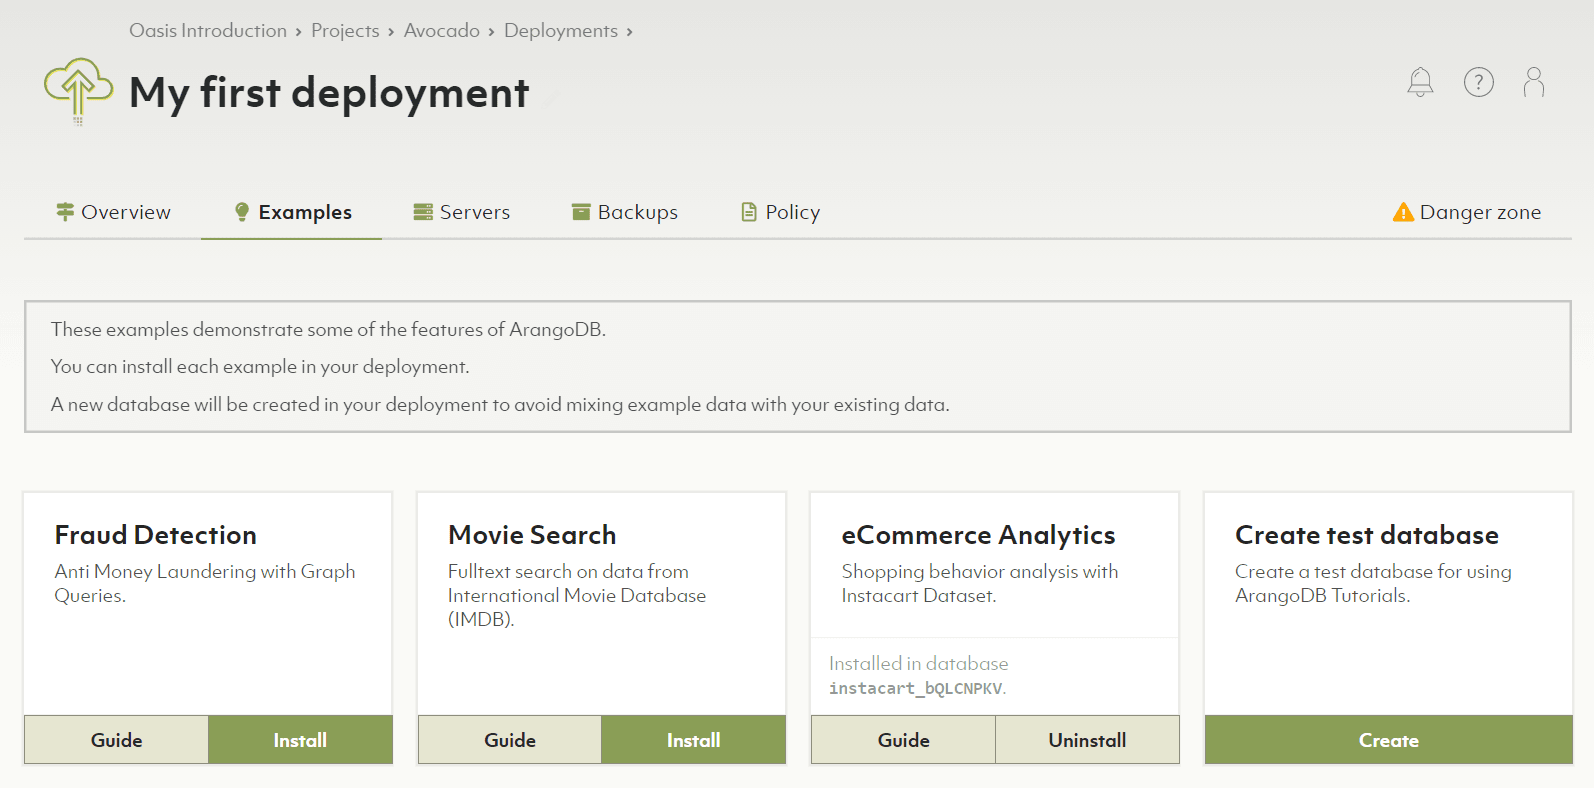 Oasis Introduction › Projects › Avocado › Deployments ›
My first deployment
?
Overview
Examples
Servers
Backups
Policy
Danger zone
These examples demonstrate some of the features of ArangoDB.
You can install each example in your deployment.
A new database will be created in your deployment to avoid mixing example data with your existing data.
Fraud Detection
Anti Money Laundering with Graph
Queries.
Guide
Install
Movie Search
Fulltext search on data from
International Movie Database
(IMDB).
Guide
Install
eCommerce Analytics
Shopping behavior analysis with
Instacart Dataset.
Installed in database
instacart_bQLCNPKV.
Guide
Uninstall
Create test database
Create a test database for using
ArangoDB Tutorials.
Create